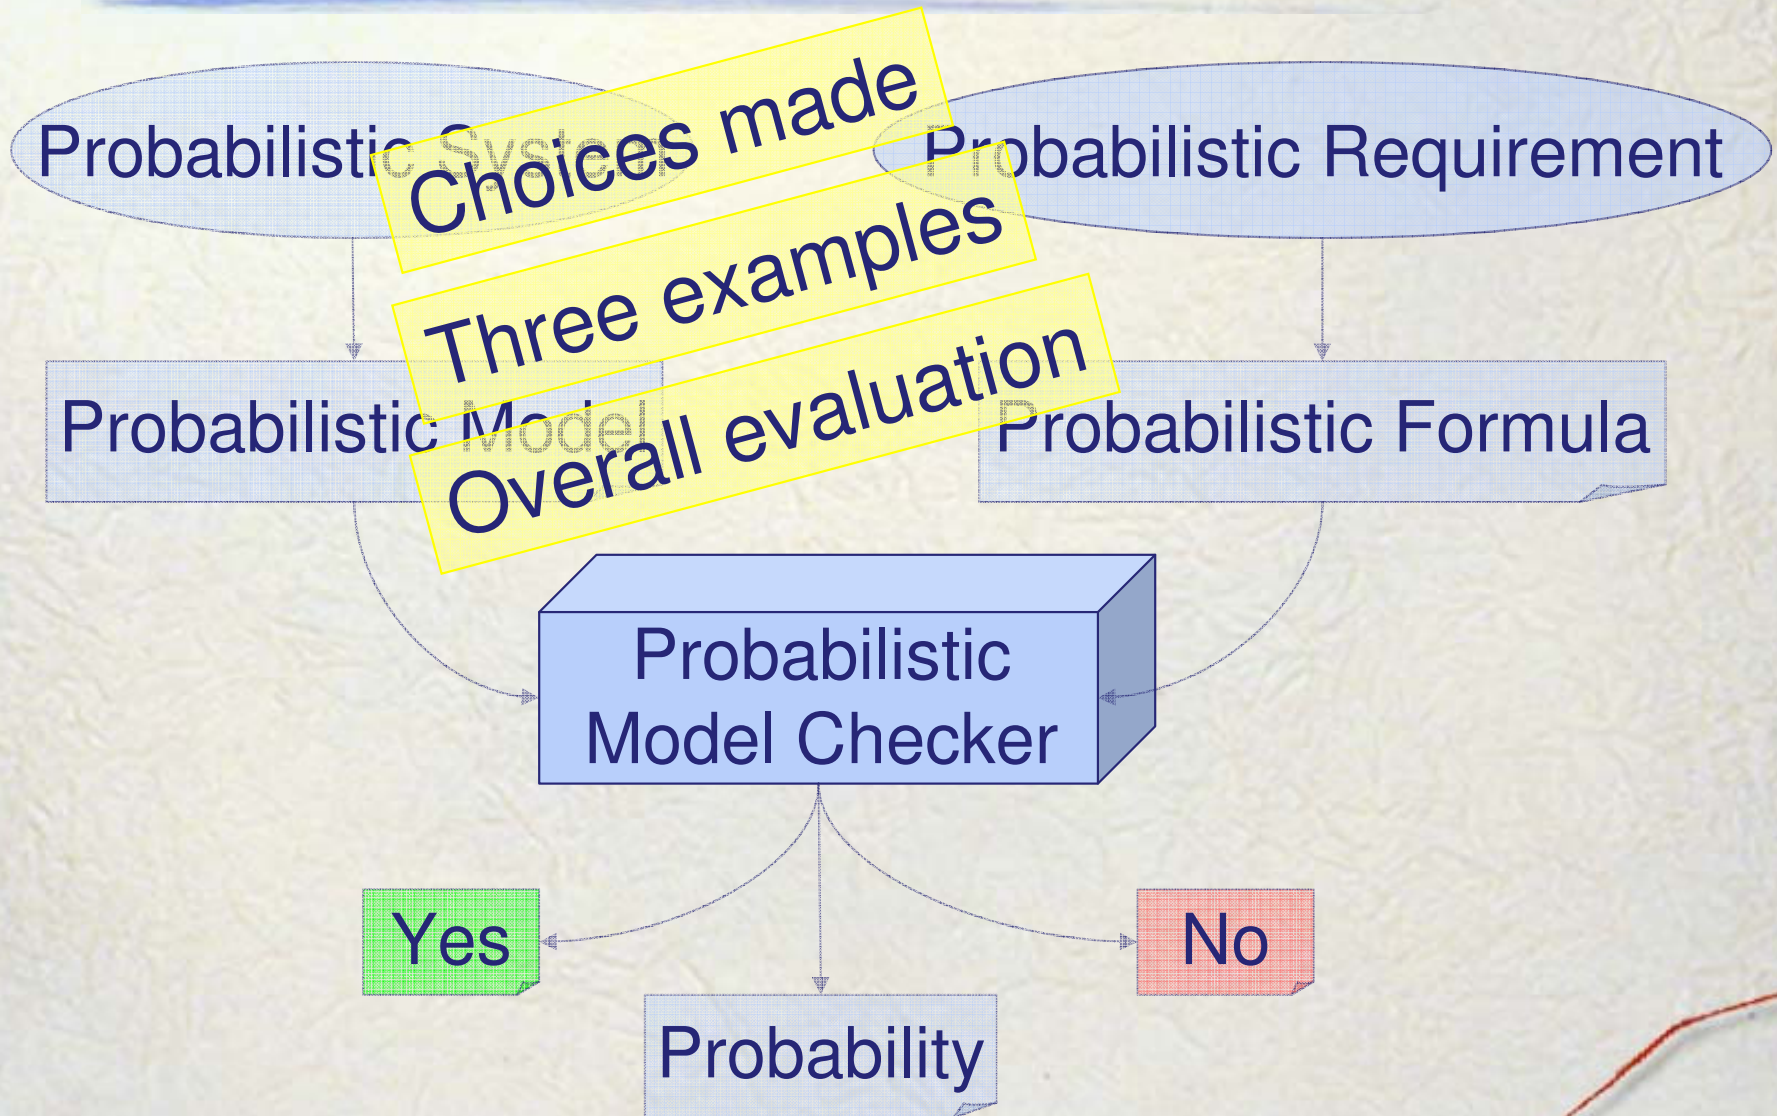 Probabilistic System
Choices made
Probabilistic Requirement
Three examples
Probabilistic Model
Overall evaluation
Probabilistic Formula
Probabilistic
Model Checker
Yes
No
Probability